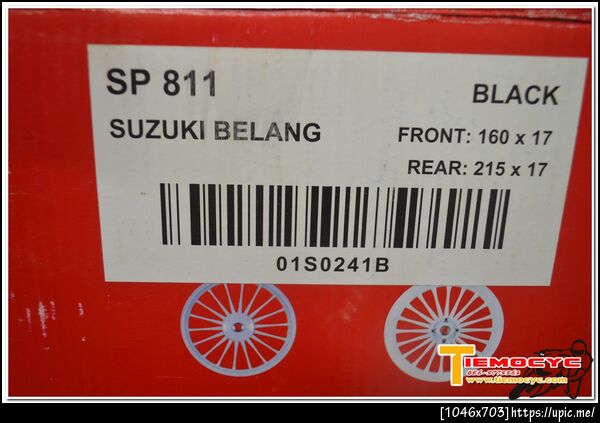 SP 811
BLACK
SUZUKI BELANG
FRONT: 160 x 17
REAR: 215 x 17
01S0241B
TIEMOCYC
www.tiemocyc.com
[1046x703]https://upic.me/